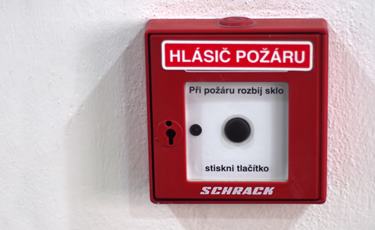 HLÁSIČ POŽÁRU
Při požáru rozbij sklo
stiskni tlačítko
SCHRACK